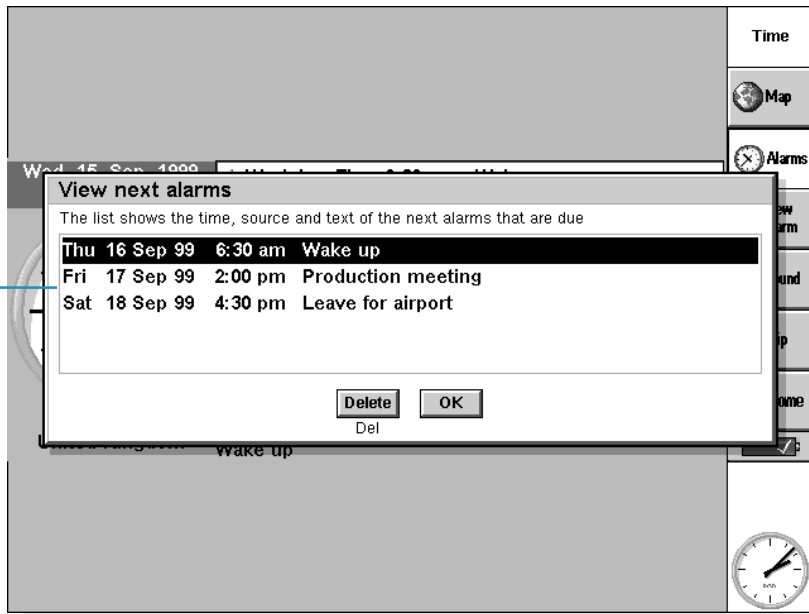 Time
Map
Alarms
Wed 15 Sep 1999
View next alarms
The list shows the time, source and text of the next alarms that are due
Thu 16 Sep 99 6:30 am Wake up
Fri 17 Sep 99 2:00 pm Production meeting
Sat 18 Sep 99 4:30 pm Leave for airport
Delete OK
Del
Wake up